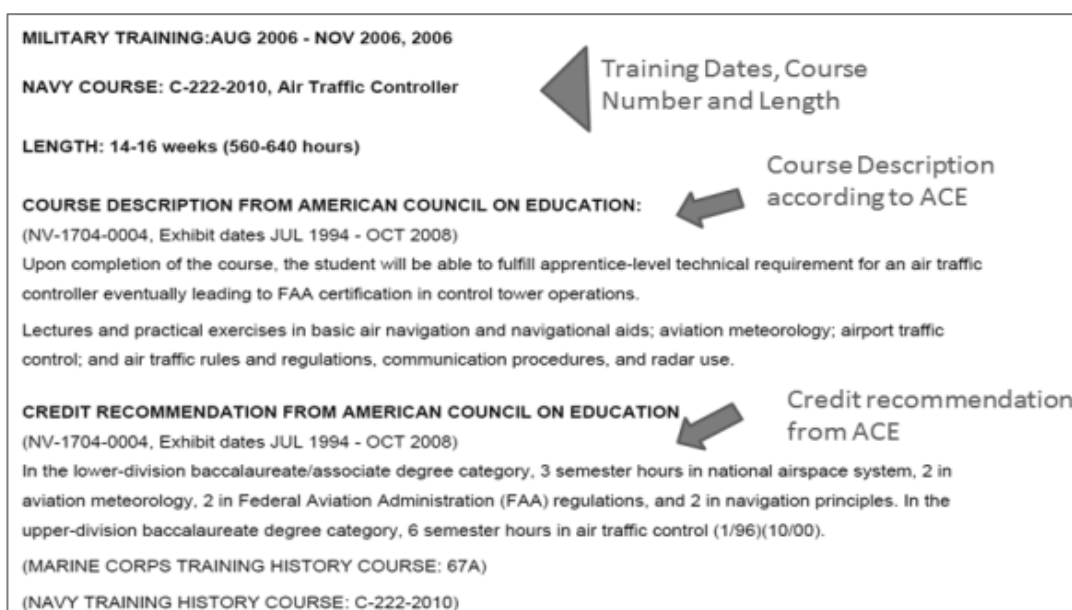 MILITARY TRAINING:AUG 2006 - NOV 2006, 2006
NAVY COURSE: C-222-2010, Air Traffic Controller
Training Dates, Course
Number and Length
LENGTH: 14-16 weeks (560-640 hours)
Course Description
according to ACE
COURSE DESCRIPTION FROM AMERICAN COUNCIL ON EDUCATION:
(NV-1704-0004, Exhibit dates JUL 1994 - OCT 2008)
Upon completion of the course, the student will be able to fulfill apprentice-level technical requirement for an air traffic
controller eventually leading to FAA certification in control tower operations.
Lectures and practical exercises in basic air navigation and navigational aids; aviation meteorology; airport traffic
control; and air traffic rules and regulations, communication procedures, and radar use.
Credit recommendation
from ACE
CREDIT RECOMMENDATION FROM AMERICAN COUNCIL ON EDUCATION
(NV-1704-0004, Exhibit dates JUL 1994 - OCT 2008)
In the lower-division baccalaureate/associate degree category, 3 semester hours in national airspace system, 2 in
aviation meteorology, 2 in Federal Aviation Administration (FAA) regulations, and 2 in navigation principles. In the
upper-division baccalaureate degree category, 6 semester hours in air traffic control (1/96)(10/00).
(MARINE CORPS TRAINING HISTORY COURSE: 67A)
(NAVY TRAINING HISTORY COURSE: C-222-2010)